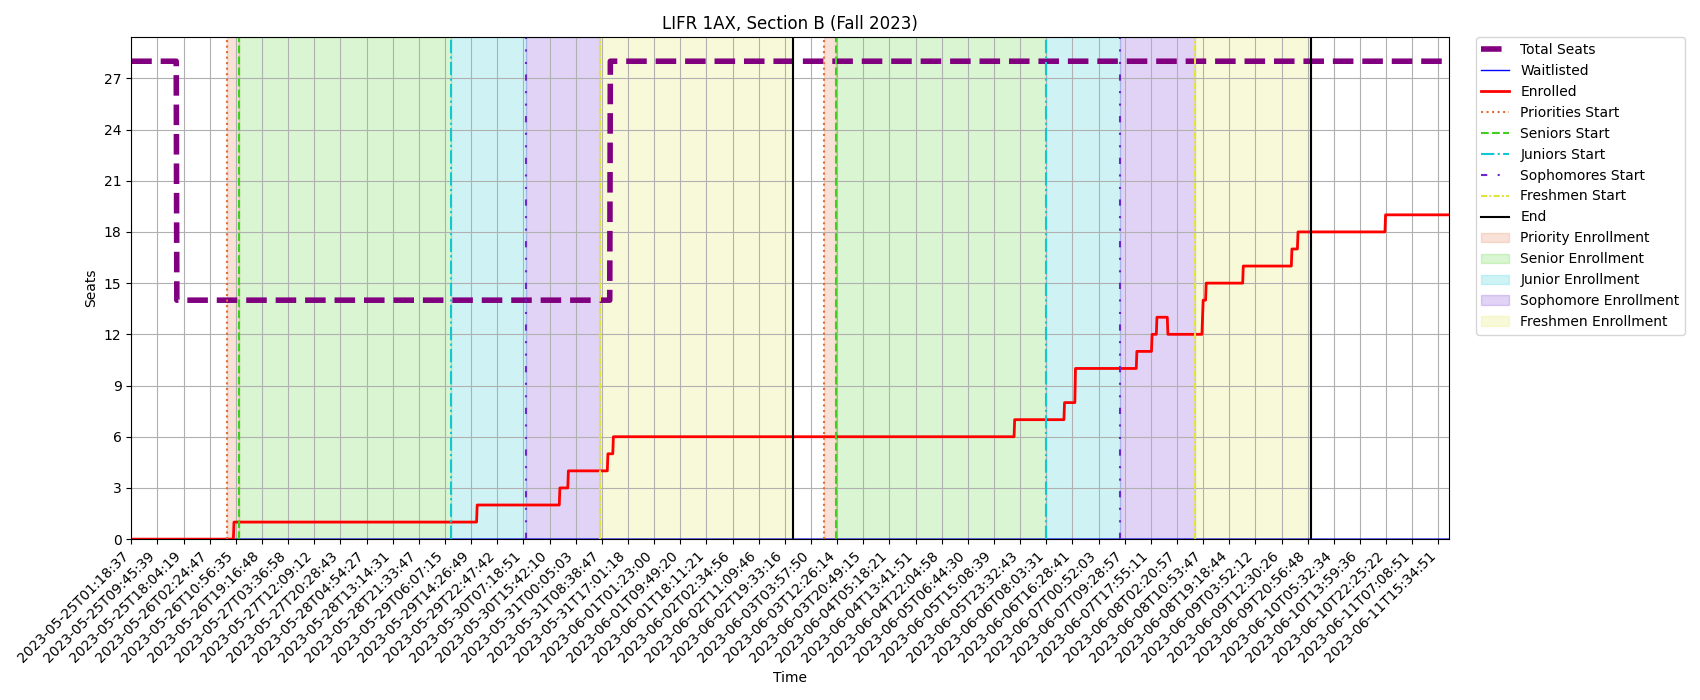 LIFR 1AX, Section B (Fall 2023)
Total Seats
Waitlisted
Enrolled
Priorities Start
Seniors Start
Juniors Start
Sophomores Start
Freshmen Start
End
Priority Enrollment
Senior Enrollment
Junior Enrollment
Sophomore Enrollment
Freshmen Enrollment
Seats
27
24
21
18
15
12
9
6
3
0
2023-05-25T01:18:37
2023-05-25T09:45:39
2023-05-25T18:04:19
2023-05-26T02:24:47
2023-05-26T10:56:35
2023-05-26T19:16:48
2023-05-27T03:36:58
2023-05-27T12:09:12
2023-05-27T20:28:43
2023-05-28T04:54:27
2023-05-28T13:14:31
2023-05-28T21:33:47
2023-05-29T06:07:15
2023-05-29T14:26:49
2023-05-29T22:47:42
2023-05-30T07:18:51
2023-05-30T15:42:10
2023-05-31T00:05:03
2023-05-31T08:38:47
2023-05-31T17:01:18
2023-06-01T01:23:00
2023-06-01T09:49:20
2023-06-01T18:11:21
2023-06-02T02:34:56
2023-06-02T11:09:46
2023-06-02T19:33:16
2023-06-03T03:57:50
2023-06-03T12:26:14
2023-06-03T20:49:15
2023-06-04T05:18:21
2023-06-04T13:41:51
2023-06-04T22:04:58
2023-06-05T06:44:30
2023-06-05T15:08:39
2023-06-05T23:32:43
2023-06-06T08:03:31
2023-06-06T16:28:41
2023-06-07T00:52:03
2023-06-07T09:28:57
2023-06-07T17:55:11
2023-06-08T02:20:57
2023-06-08T10:53:47
2023-06-08T19:18:44
2023-06-09T03:52:12
2023-06-09T12:30:26
2023-06-09T20:56:48
2023-06-10T05:32:34
2023-06-10T13:59:36
2023-06-10T22:25:22
2023-06-11T07:08:51
2023-06-11T15:34:51
Time